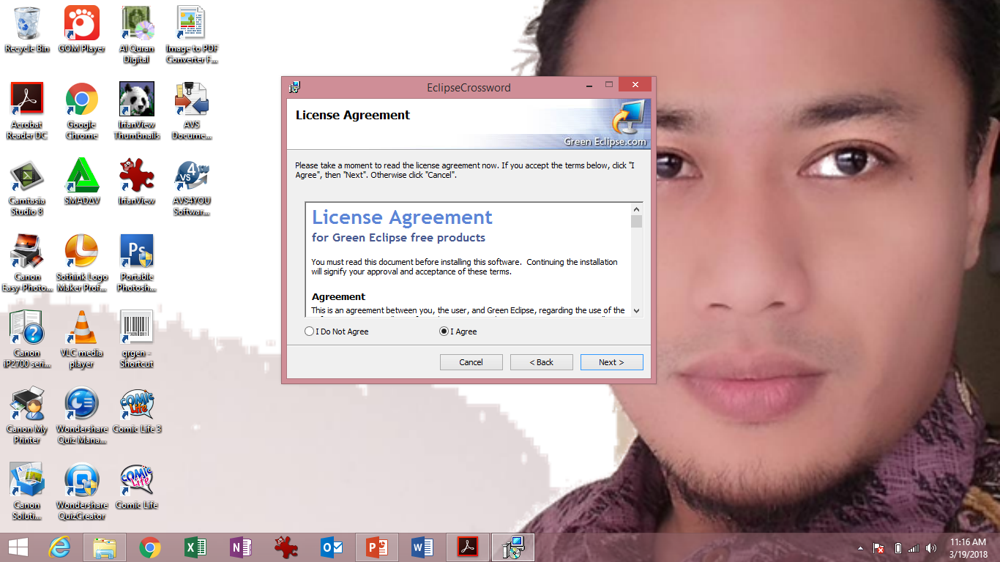 Recycle Bin
GOM Player
Al Quran
Digital
Image to PDF
Converter F...
Acrobat
Reader DC
Google
Chrome
IrfanView
Thumbnails
AVS
Docume...
Camtasia
Studio 8
SMADAV
IrfanView
AVS4YOU
Softwar...
Canon
Easy-Photo...
Sothink Logo
Maker Prof...
Portable
Photosh...
Canon
iP2700 seri...
VLC media
player
qrgen -
Shortcut
Canon My
Printer
Wondershare
Quiz Mana...
Comic Life 3
Canon
Soluti...
Wondershare
QuizCreator
Comic Life
EclipseCrossword
License Agreement
Green Eclipse.com
Please take a moment to read the license agreement now. If you accept the terms below, click "I
Agree", then "Next". Otherwise click "Cancel".
License Agreement
for Green Eclipse free products
You must read this document before installing this software.  Continuing the installation
will signify your approval and acceptance of these terms.
Agreement
This is an agreement between you, the user, and Green Eclipse, regarding the use of the
I Do Not Agree
I Agree
Cancel
< Back
Next >
11:16 AM
3/19/2018